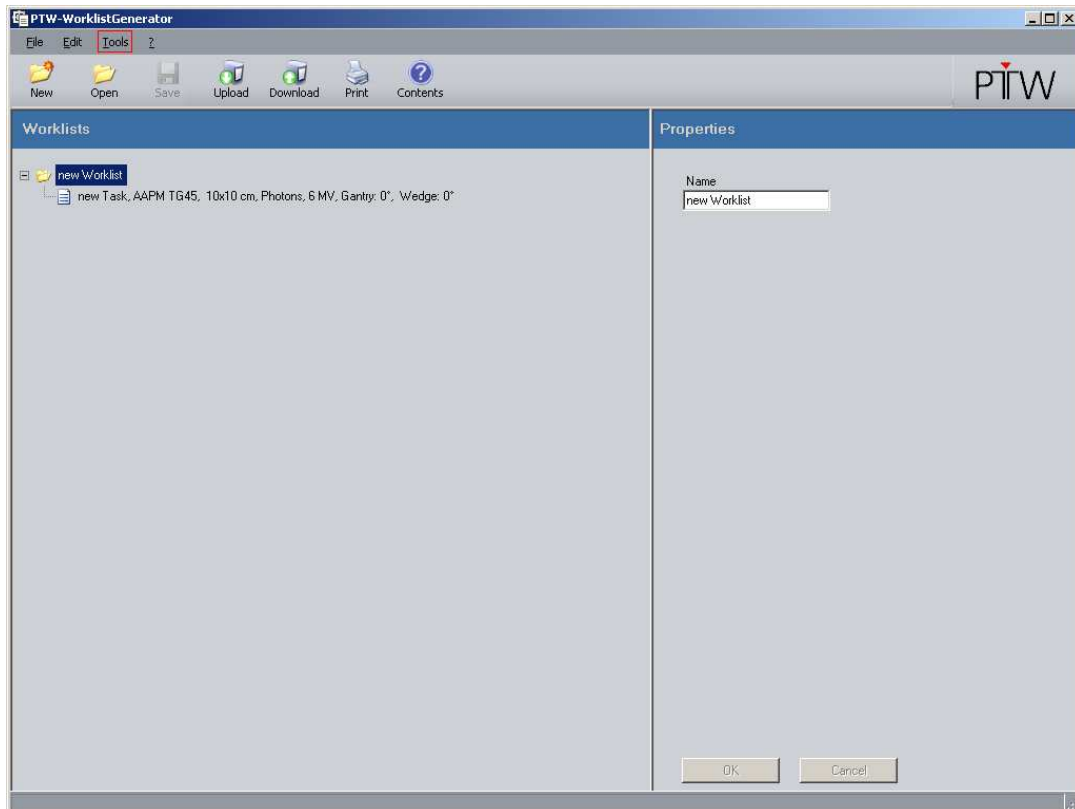 PTW-WorklistGenerator
File Edit Tools ?
New Open Save Upload Download Print Contents
PTW
Worklists
Properties
new Worklist
new Task, AAPM TG45, 10x10 cm, Photons, 6 MV, Gantry: 0°, Wedge: 0°
Name
new Worklist
OK Cancel